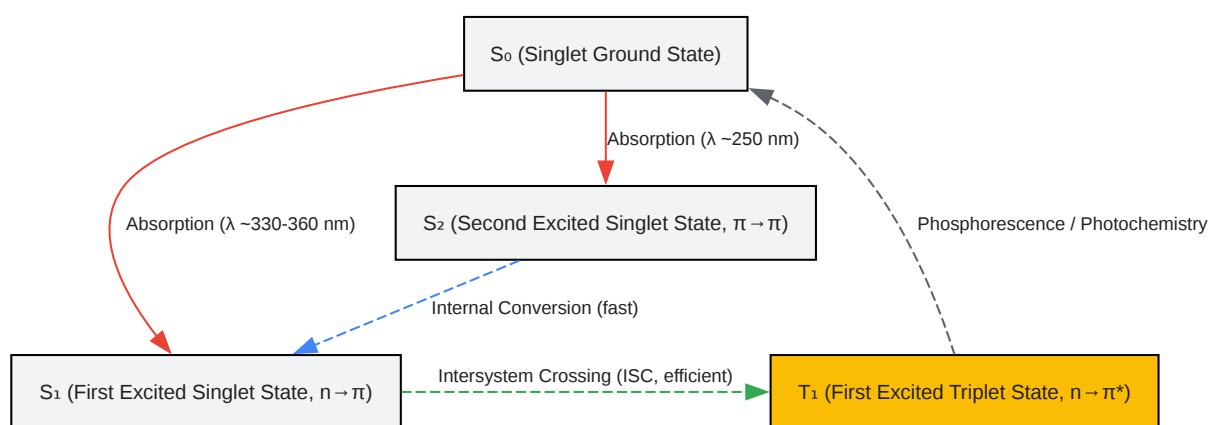 S₀ (Singlet Ground State)
Absorption (λ ~250 nm)
Absorption (λ ~330-360 nm)
S₂ (Second Excited Singlet State, π→π)
Phosphorescence / Photochemistry
Internal Conversion (fast)
S₁ (First Excited Singlet State, n→π)
Intersystem Crossing (ISC, efficient)
T₁ (First Excited Triplet State, n→π*)